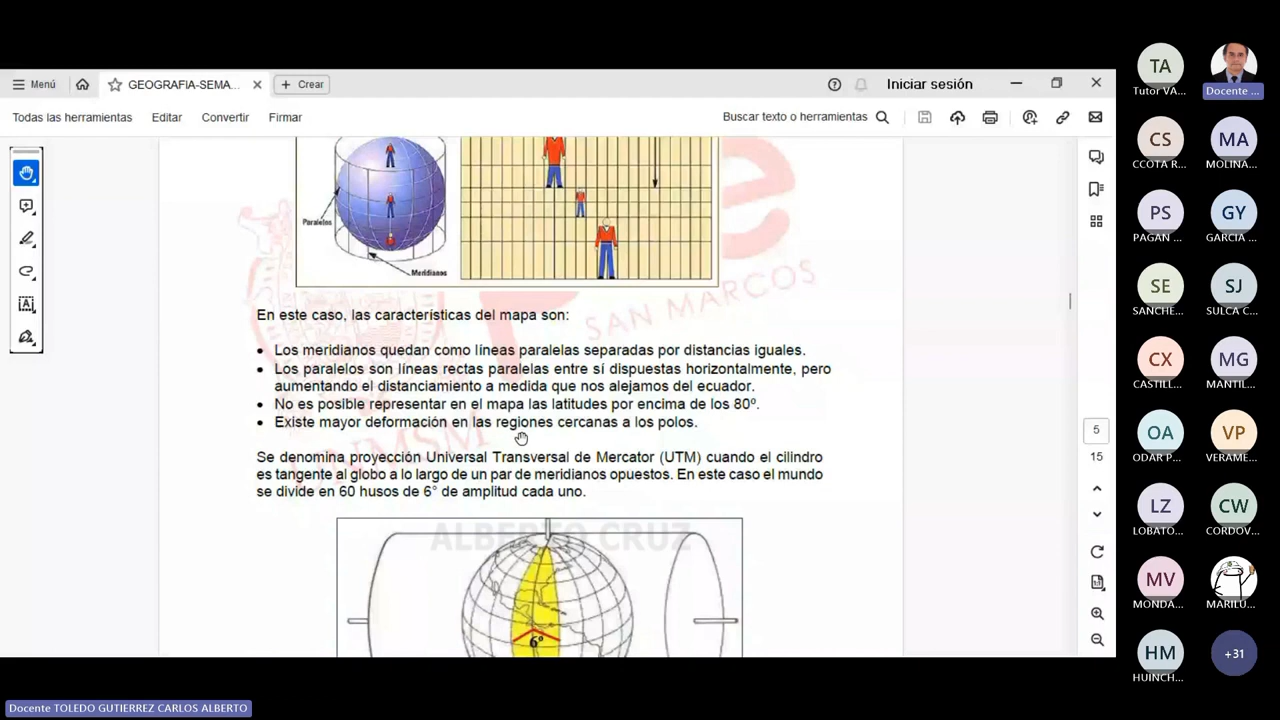 Menú
GEOGRAFIA-SEMA...
Crear
Iniciar sesión
Todas las herramientas
Editar
Convertir
Firmar
Buscar texto o herramientas
Paralelos
Meridianos
SAN MARCOS
UNMSM
En este caso, las características del mapa son:
• Los meridianos quedan como líneas paralelas separadas por distancias iguales.
• Los paralelos son líneas rectas paralelas entre sí dispuestas horizontalmente, pero
aumentando el distanciamiento a medida que nos alejamos del ecuador.
• No es posible representar en el mapa las latitudes por encima de los 80º.
• Existe mayor deformación en las regiones cercanas a los polos.
Se denomina proyección Universal Transversal de Mercator (UTM) cuando el cilindro
es tangente al globo a lo largo de un par de meridianos opuestos. En este caso el mundo
se divide en 60 husos de 6° de amplitud cada uno.
ALBERTO CRUZ
6º
5
15
TA
Tutor VA...
Docente ...
CS
CCOTA R...
MA
MOLINA...
PS
PAGAN ...
GY
GARCIA ...
SE
SANCHE...
SJ
SULCA C...
CX
CASTILL...
MG
MANTIL...
OA
ODAR P...
VP
VERAME...
LZ
LOBATO...
CW
CORDOV...
MV
MONDA...
MARILU...
HM
HUINCH...
+31
Docente TOLEDO GUTIERREZ CARLOS ALBERTO